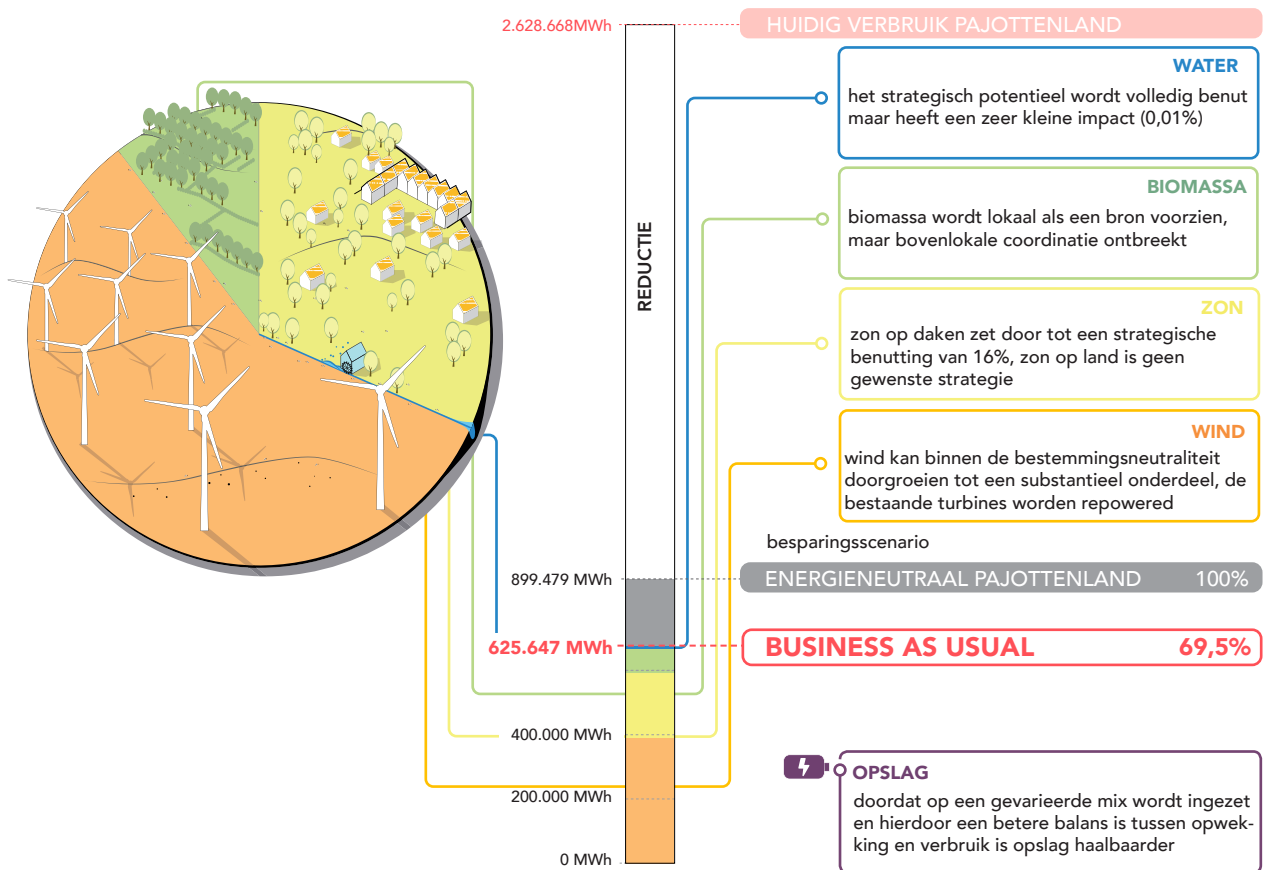 2.628.668MWh
HUIDIG VERBRUIK PAJOTTENLAND
WATER
het strategisch potentieel wordt volledig benut
maar heeft een zeer kleine impact (0,01%)
BIOMASSA
biomassa wordt lokaal als een bron voorzien,
maar bovenlokale coordinatie ontbreekt
REDUCTIE
ZON
zon op daken zet door tot een strategische
benutting van 16%, zon op land is geen
gewenste strategie
WIND
wind kan binnen de bestemmingsneutraliteit
doorgroeien tot een substantieel onderdeel, de
bestaande turbines worden repowered
besparingsscenario
899.479 MWh
ENERGIENEUTRAAL PAJOTTENLAND 100%
625.647 MWh
BUSINESS AS USUAL 69,5%
400.000 MWh
200.000 MWh
0 MWh
OPSLAG
doordat op een gevarieerde mix wordt ingezet
en hierdoor een betere balans is tussen opwek-
king en verbruik is opslag haalbaarder